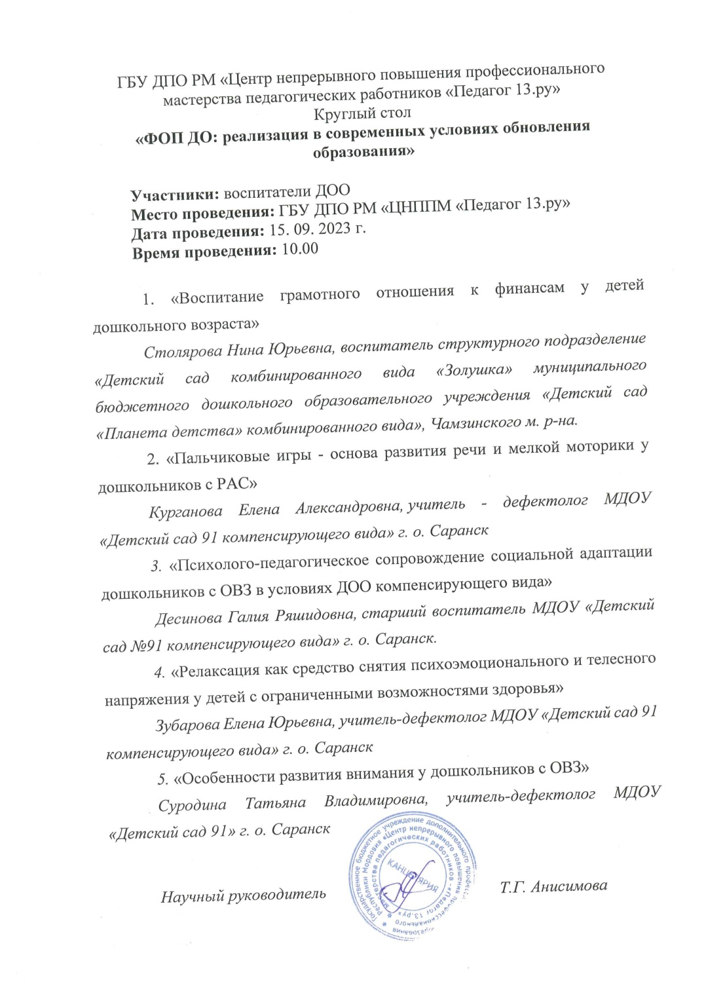 ГБУ ДПО РМ «Центр непрерывного повышения профессионального
мастерства педагогических работников «Педагог 13.ру»
Круглый стол
«ФОП ДО: реализация в современных условиях обновления
образования»
Участники: воспитатели ДОО
Место проведения: ГБУ ДПО РМ «ЦНППМ «Педагог 13.ру»
Дата проведения: 15. 09. 2023 г.
Время проведения: 10.00
1. «Воспитание грамотного отношения к финансам у детей
дошкольного возраста»
Столярова Нина Юрьевна, воспитатель структурного подразделение
«Детский сад комбинированного вида «Золушка» муниципального
бюджетного дошкольного образовательного учреждения «Детский сад
«Планета детства» комбинированного вида», Чамзинского м. р-на.
2. «Пальчиковые игры - основа развития речи и мелкой моторики у
дошкольников с РАС»
Курганова Елена Александровна, учитель - дефектолог МДОУ
«Детский сад 91 компенсирующего вида» г. о. Саранск
3. «Психолого-педагогическое сопровождение социальной адаптации
дошкольников с ОВЗ в условиях ДОО компенсирующего вида»
Десинова Галия Ряшидовна, старший воспитатель МДОУ «Детский
сад №91 компенсирующего вида» г. о. Саранск.
4. «Релаксация как средство снятия психоэмоционального и телесного
напряжения у детей с ограниченными возможностями здоровья»
Зубарова Елена Юрьевна, учитель-дефектолог МДОУ «Детский сад 91
компенсирующего вида» г. о. Саранск
5. «Особенности развития внимания у дошкольников с ОВЗ»
Суродина Татьяна Владимировна, учитель-дефектолог МДОУ
«Детский сад 91» г. о. Саранск
Государственное бюджетное учреждение дополнительного
Республики Мордовия «Центр непрерывного повышения профессионального
мастерства педагогических работников - «Педагог 13.ру»
КАНЦЕЛЯРИЯ
Научный руководитель Т.Г. Анисимова